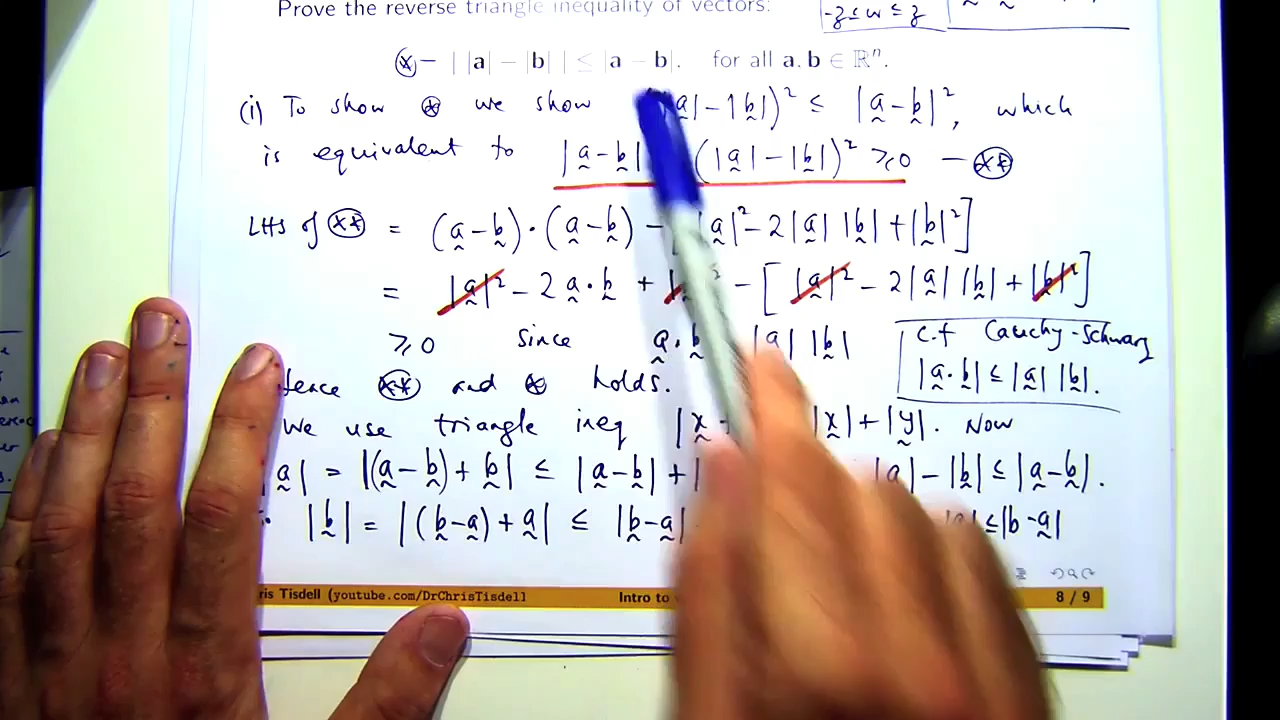 Prove the reverse triangle inequality of vectors:
-z ≤ w ≤ z
⊛ – | |a| – |b| | ≤ |a – b|. for all a, b ∈ ℝⁿ.
(i) To show ⊛ we show a| – |b|)² ≤ |a – b|², which
is equivalent to |a – b| (|a| – |b|)² ≥ 0 – (**)
LHS of (**) = (a – b) · (a – b) – |a|² – 2|a| |b| + |b|²]
= |a|² – 2 a · b + | ² – [ |a|² – 2|a| |b| + |b|² ]
≥ 0 since a · b |a| |b|
c.f Cauchy-Schwarz
|a · b| ≤ |a| |b|.
Hence (**) and ⊛ holds.
We use triangle ineq |x |x| + |y|. Now
|a| = |(a – b) + b| ≤ |a – b| + | |a| – |b| ≤ |a – b|.
|b| = |(b – a) + a| ≤ |b – a| |a| ≤ |b – a|
ris Tisdell (youtube.com/DrChrisTisdell Intro to 8 / 9